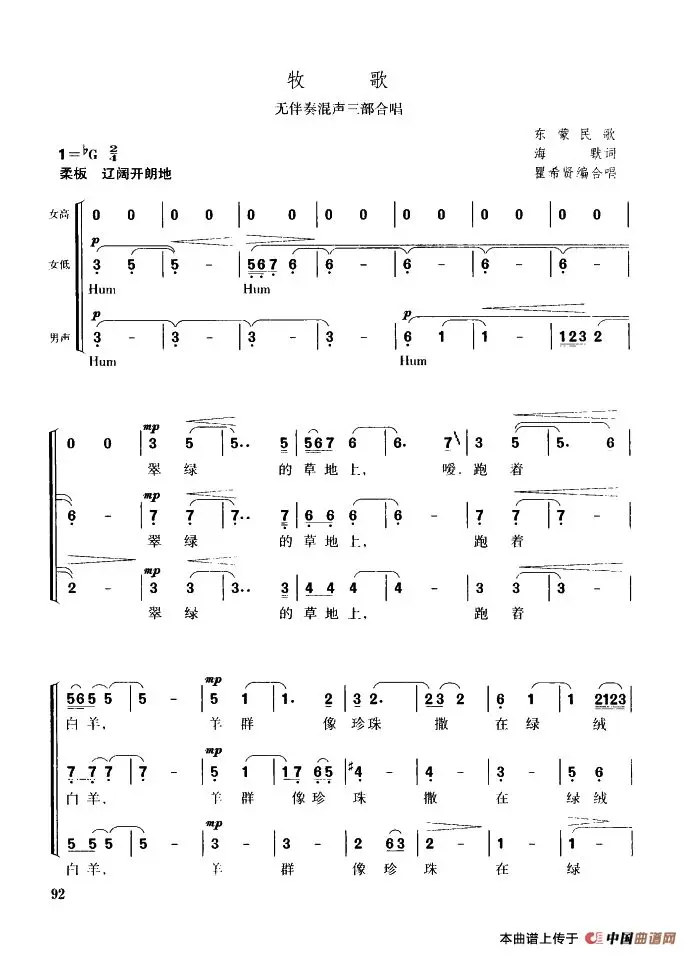 牧 歌
无伴奏混声三部合唱
1=♭G 2/4
柔板 辽阔开朗地
东蒙民歌
海默词
瞿希贤编合唱
女高 0 0 | 0 0 | 0 0 | 0 0 | 0 0 | 0 0 | 0 0 |
p
女低 3 5 | 5 - | 567 6 | 6 - | 6 - | 6 - | 6 - |
Hum Hum
p p
男声 3 - | 3 - | 3 - | 3 - | 6 1 | 1 - | 123 2 |
Hum Hum
mp
0 0 | 3 5 | 5.. 5 | 567 6 | 6. 7 | 3 5 | 5. 6 |
翠 绿 的 草 地 上, 嗳. 跑 着
mp
6 - | 7 7 | 7.. 7 | 6 6 6 | 6 - | 7 7 | 7 - |
翠 绿 的 草 地 上, 跑 着
mp
2 - | 3 3 | 3.. 3 | 4 4 4 | 4 - | 3 3 | 3 - |
翠 绿 的 草 地 上, 跑 着
mp
565 5 | 5 - | 5 1 | 1. 2 | 3 2. | 23 2 | 6 1 | 1 2123 |
白 羊, 羊 群 像 珍 珠 撒 在 绿 绒
mp
7 7 7 | 7 - | 5 1 | 17 65 | #4 - | 4 - | 3 - | 5 6 |
白 羊, 羊 群 像 珍 珠 撒 在 绿 绒
mp
5 5 5 | 5 - | 3 - | 3 - | 2 63 | 2 - | 1 - | 1 - |
白 羊, 羊 群 像 珍 珠 在 绿
92
本曲谱上传于 中国曲谱网